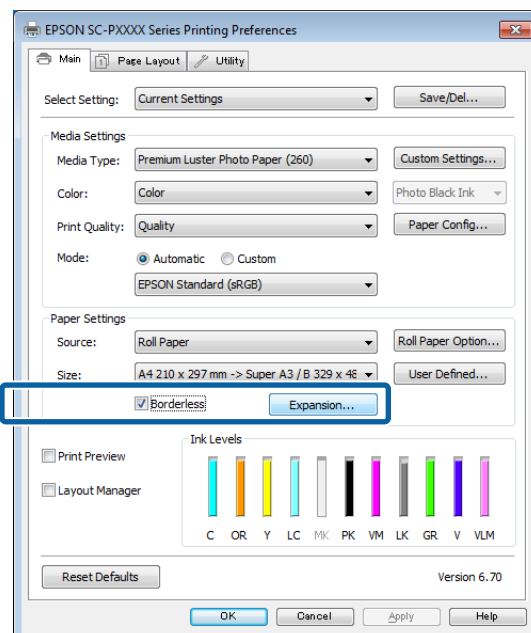 EPSON SC-PXXXX Series Printing Preferences
Main Page Layout Utility
Select Setting: Current Settings Save/Del...
Media Settings
Media Type: Premium Luster Photo Paper (260) Custom Settings...
Color: Color Photo Black Ink
Print Quality: Quality Paper Config...
Mode: Automatic Custom
EPSON Standard (sRGB)
Paper Settings
Source: Roll Paper Roll Paper Option...
Size: A4 210 x 297 mm -> Super A3 / B 329 x 48 User Defined...
Borderless Expansion...
Print Preview
Layout Manager
Ink Levels
C OR Y LC MK PK VM LK GR V VLM
Reset Defaults Version 6.70
OK Cancel Apply Help